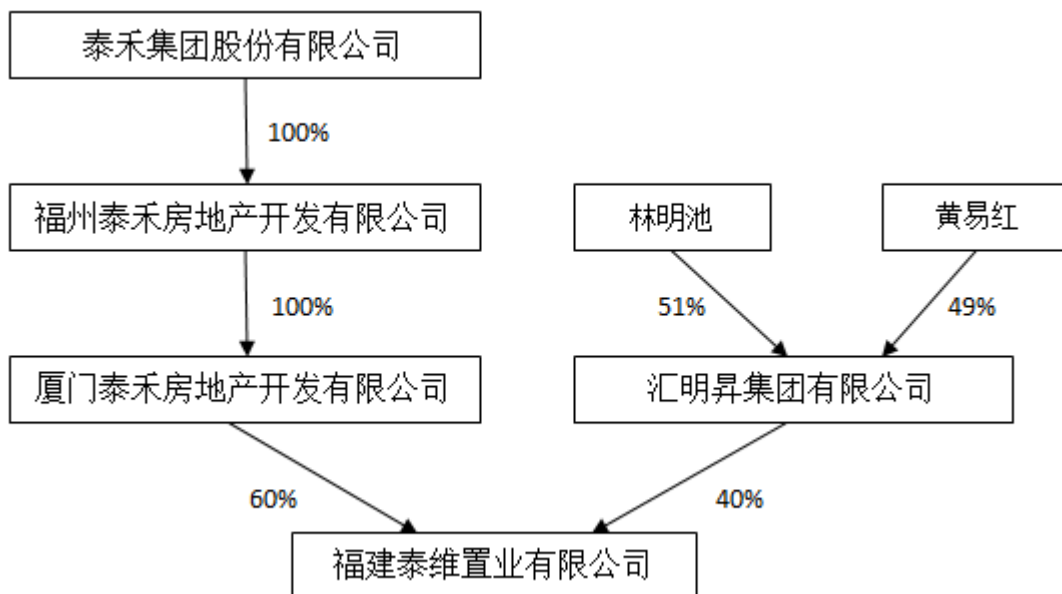 泰禾集团股份有限公司
100%
福州泰禾房地产开发有限公司
林明池
黄易红
100%
51%
49%
厦门泰禾房地产开发有限公司
汇明昇集团有限公司
60%
40%
福建泰维置业有限公司